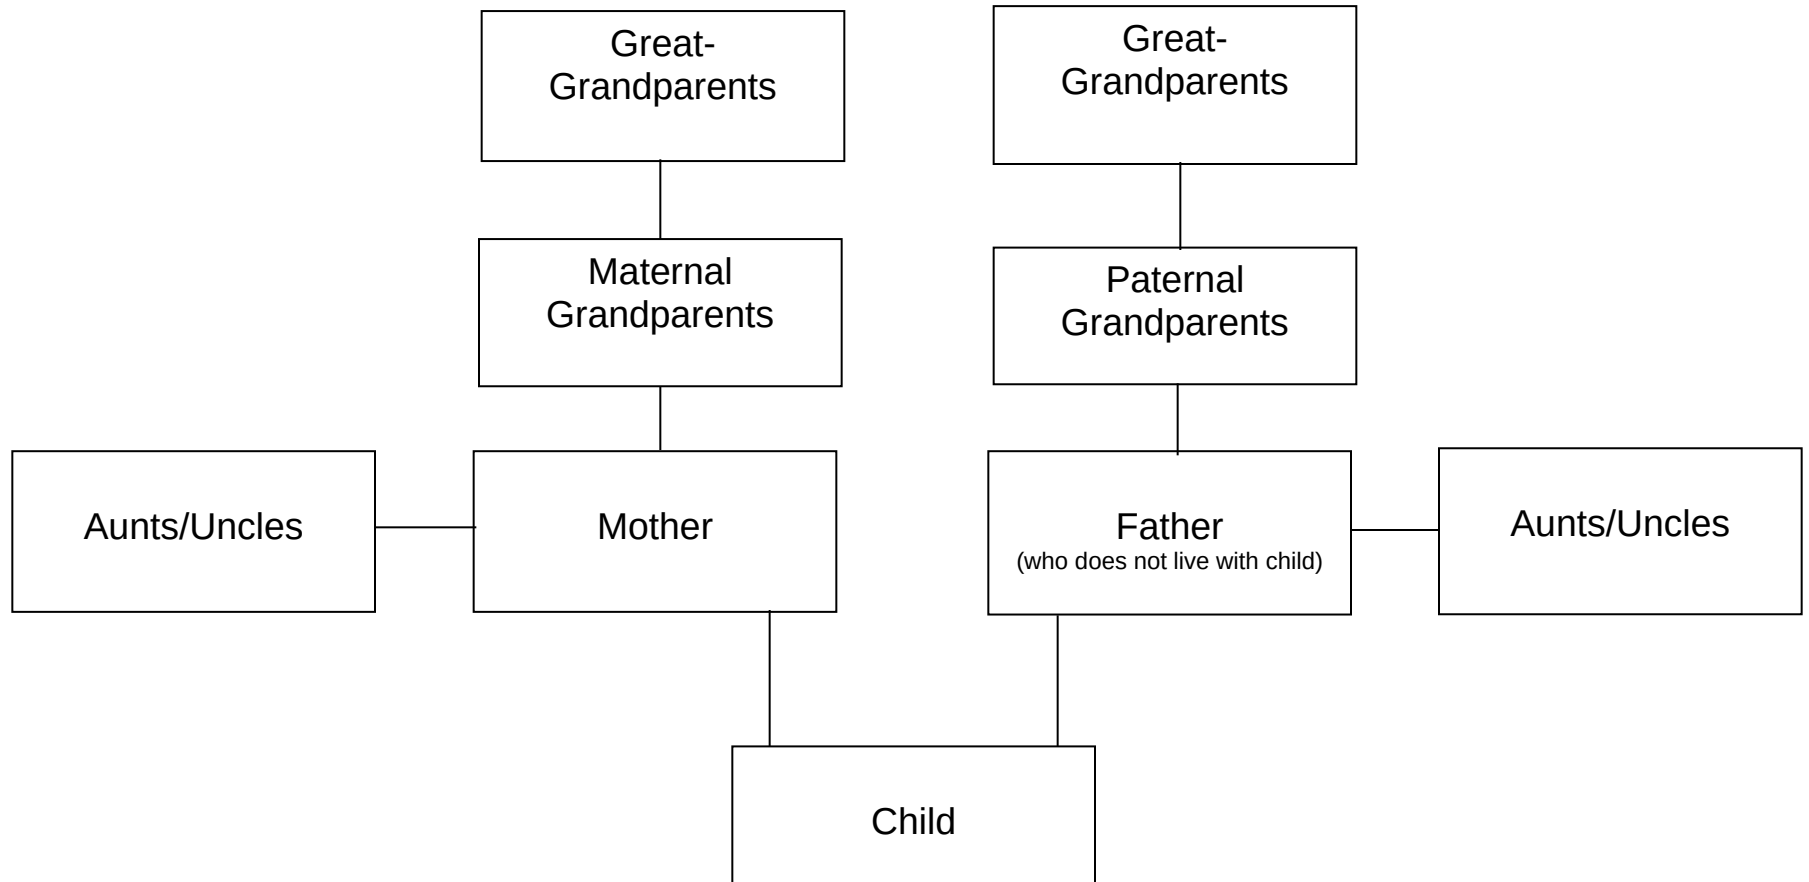 Great-
Grandparents
Great-
Grandparents
Maternal
Grandparents
Paternal
Grandparents
Aunts/Uncles
Mother
Father
(who does not live with child)
Aunts/Uncles
Child